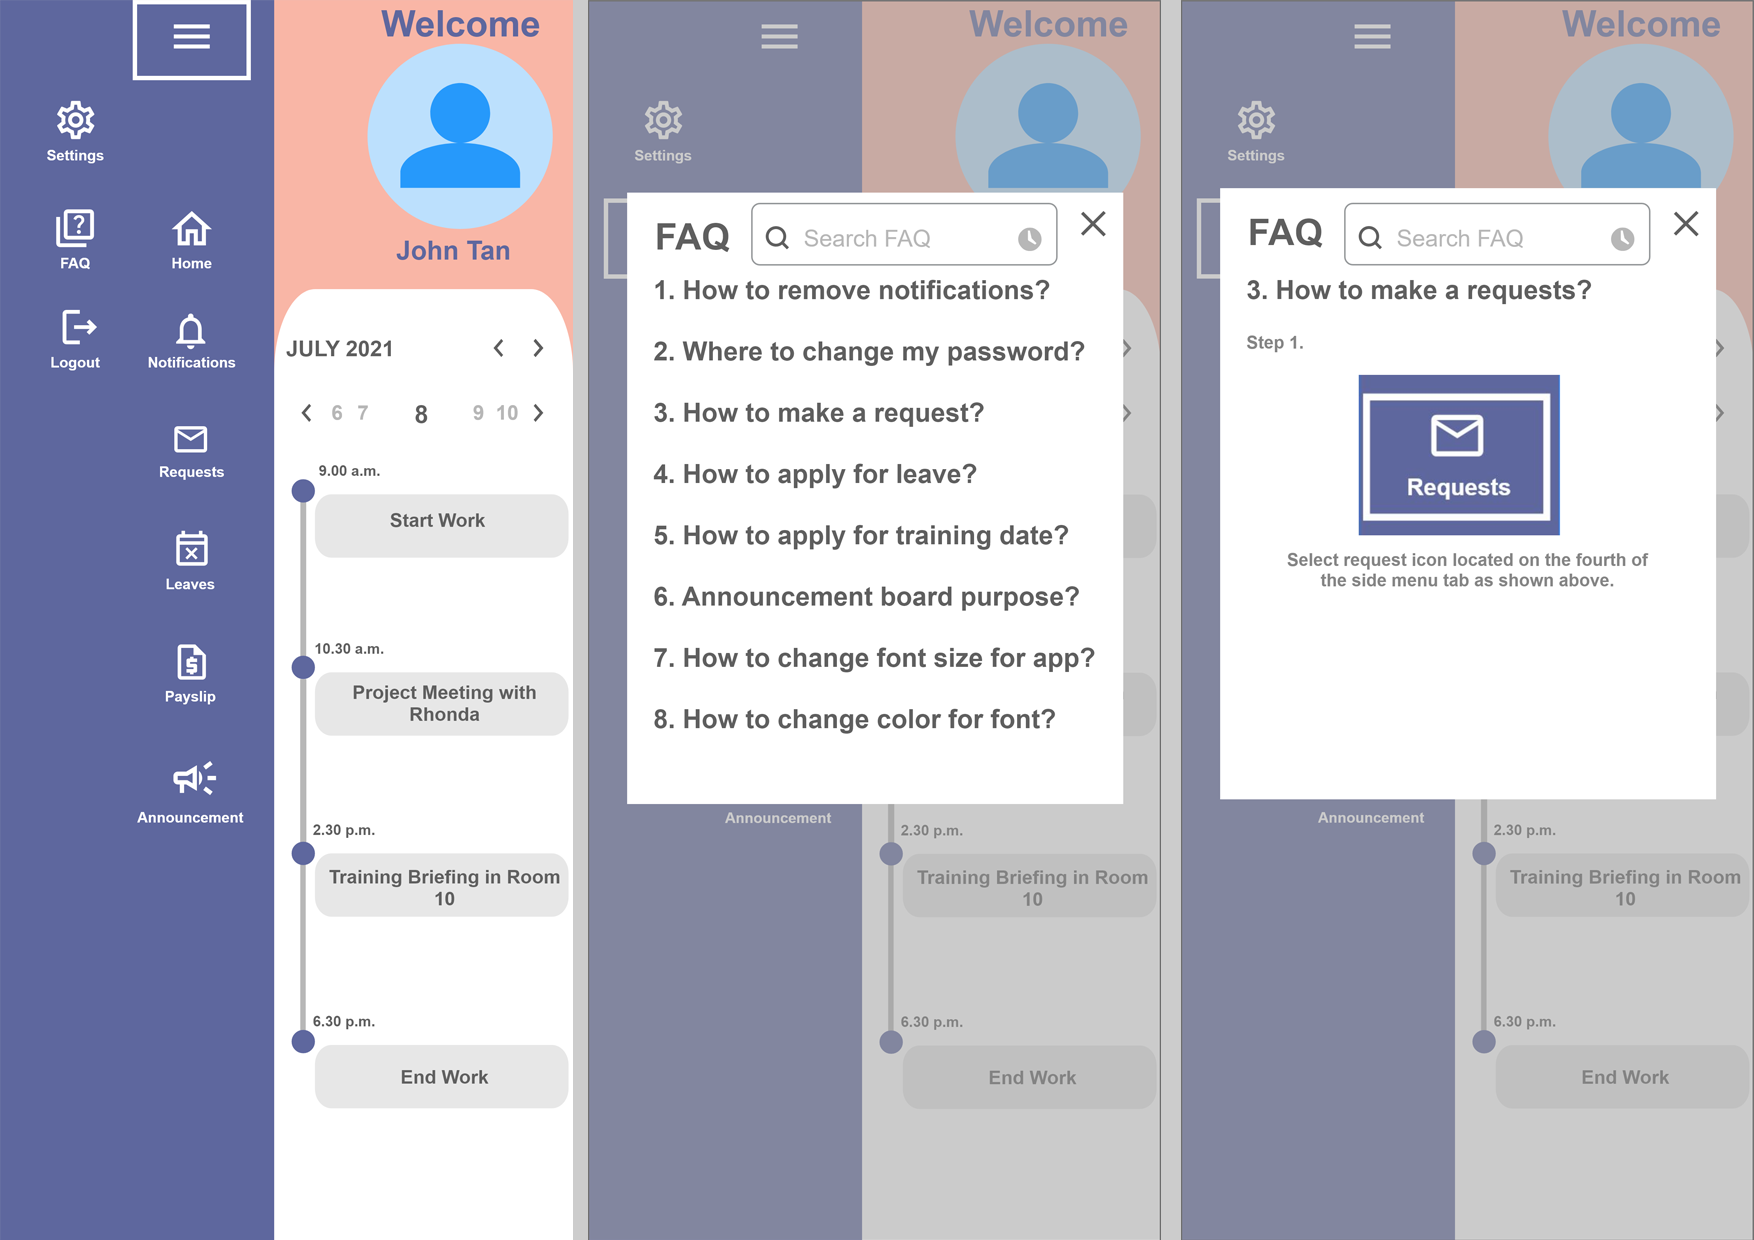 Welcome
Settings
FAQ
Home
Logout
Notifications
Requests
Leaves
Payslip
Announcement
John Tan
JULY 2021
6 7 8 9 10
9.00 a.m.
Start Work
10.30 a.m.
Project Meeting with
Rhonda
2.30 p.m.
Training Briefing in Room
10
6.30 p.m.
End Work
Welcome
Settings
FAQ
Search FAQ
1. How to remove notifications?
2. Where to change my password?
3. How to make a request?
4. How to apply for leave?
5. How to apply for training date?
6. Announcement board purpose?
7. How to change font size for app?
8. How to change color for font?
Announcement
2.30 p.m.
Training Briefing in Room
10
6.30 p.m.
End Work
Welcome
Settings
FAQ
Search FAQ
3. How to make a requests?
Step 1.
Requests
Select request icon located on the fourth of
the side menu tab as shown above.
Announcement
2.30 p.m.
Training Briefing in Room
10
6.30 p.m.
End Work